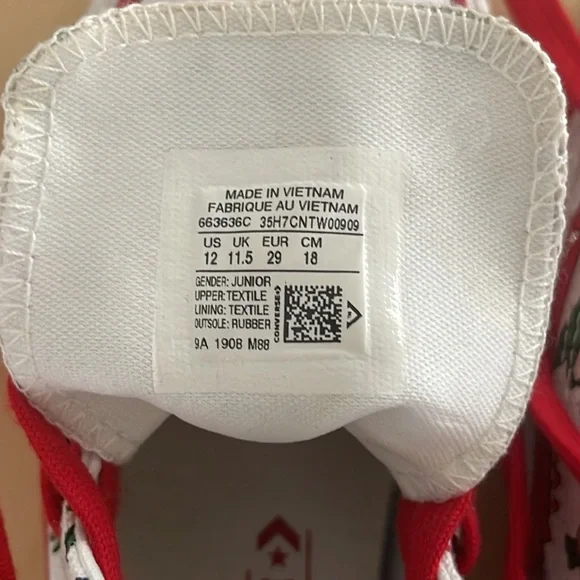 MADE IN VIETNAM
FABRIQUE AU VIETNAM
663636C 35H7CNTW00909
US UK EUR CM
12 11.5 29 18
GENDER: JUNIOR
UPPER: TEXTILE
LINING: TEXTILE
OUTSOLE: RUBBER
CONVERSE
9A 1908 M88